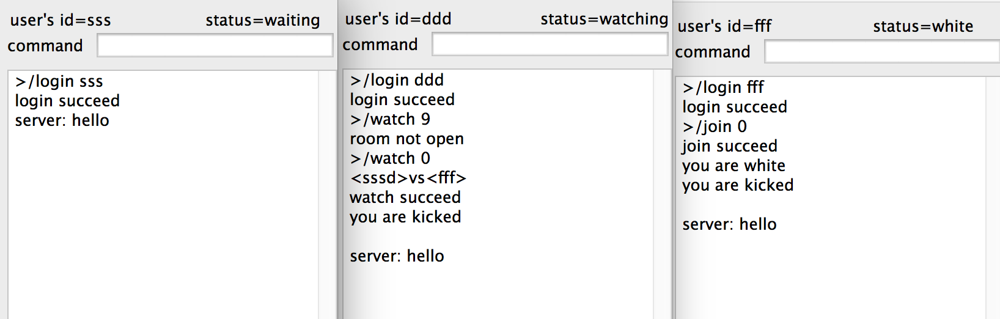 user's id=sss status=waiting
command
>/login sss
login succeed
server: hello
user's id=ddd status=watching
command
>/login ddd
login succeed
>/watch 9
room not open
>/watch 0
<sssd>vs<fff>
watch succeed
you are kicked
server: hello
user's id=fff status=white
command
>/login fff
login succeed
>/join 0
join succeed
you are white
you are kicked
server: hello